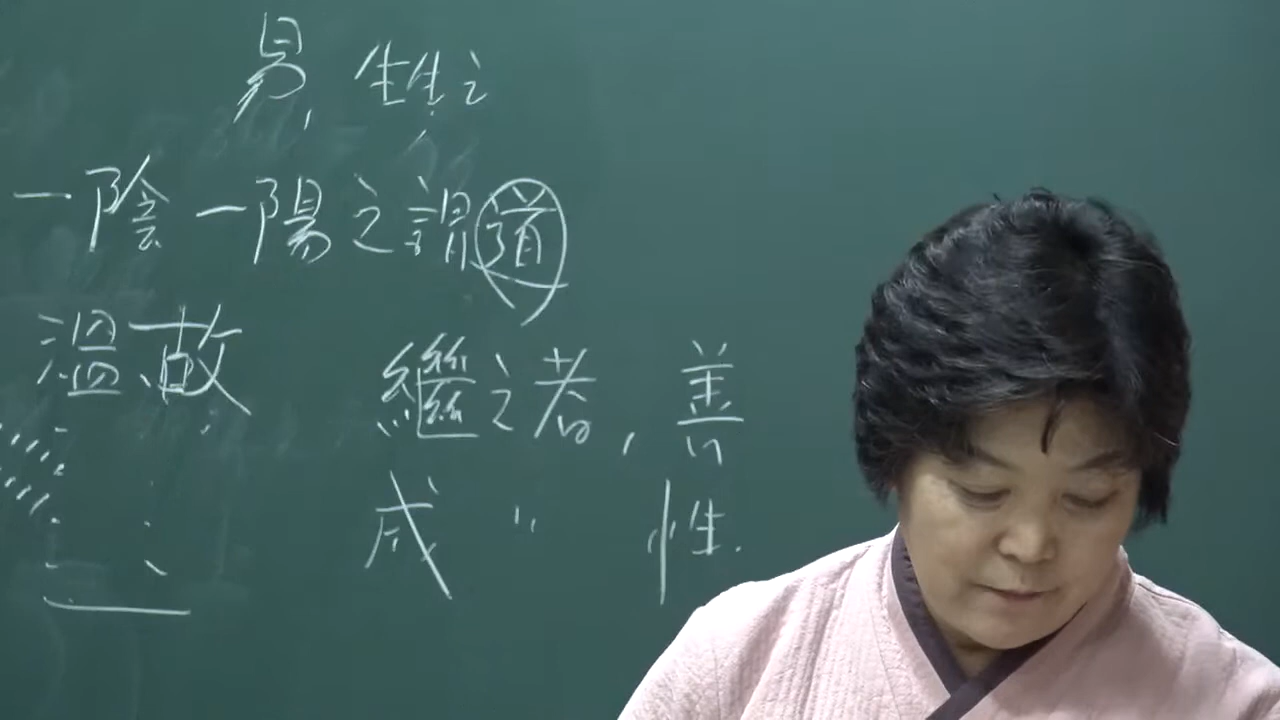 易, 生生之
一陰一陽之謂道
溫故
繼之者, 善
成 〃 性.